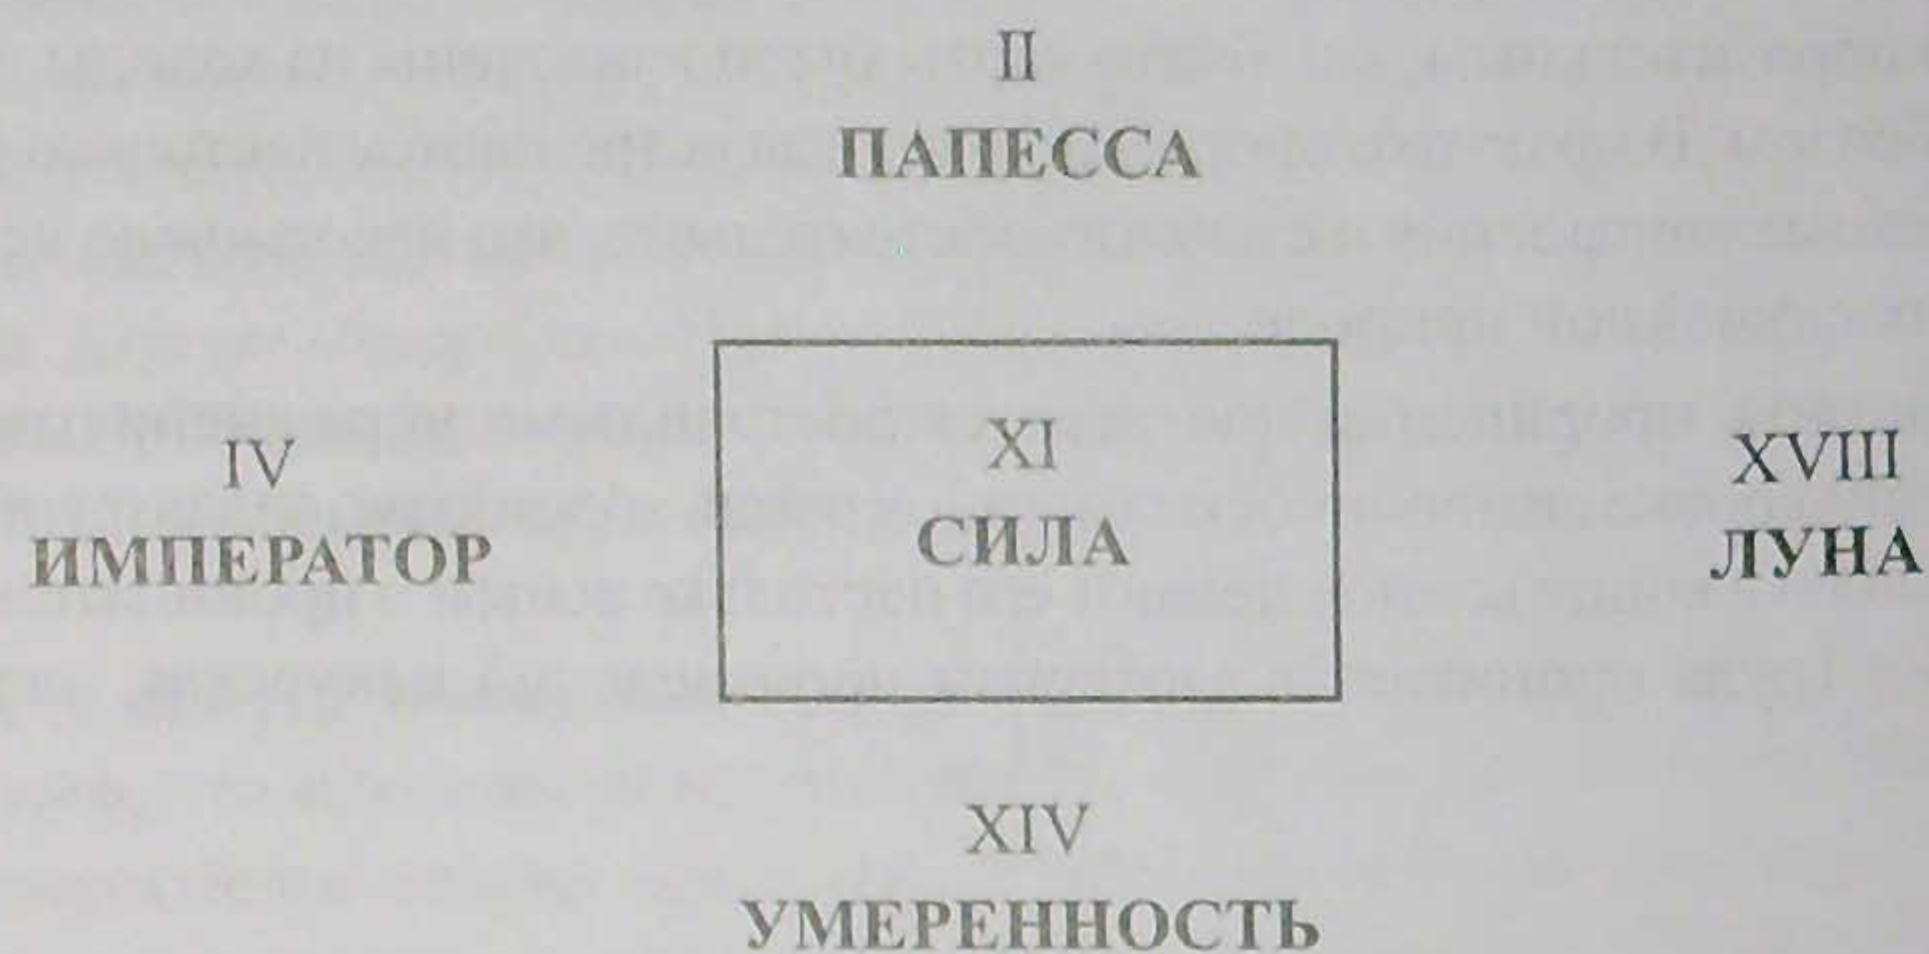 II
ПАПЕССА
IV
ИМПЕРАТОР
XI
СИЛА
XVIII
ЛУНА
XIV
УМЕРЕННОСТЬ